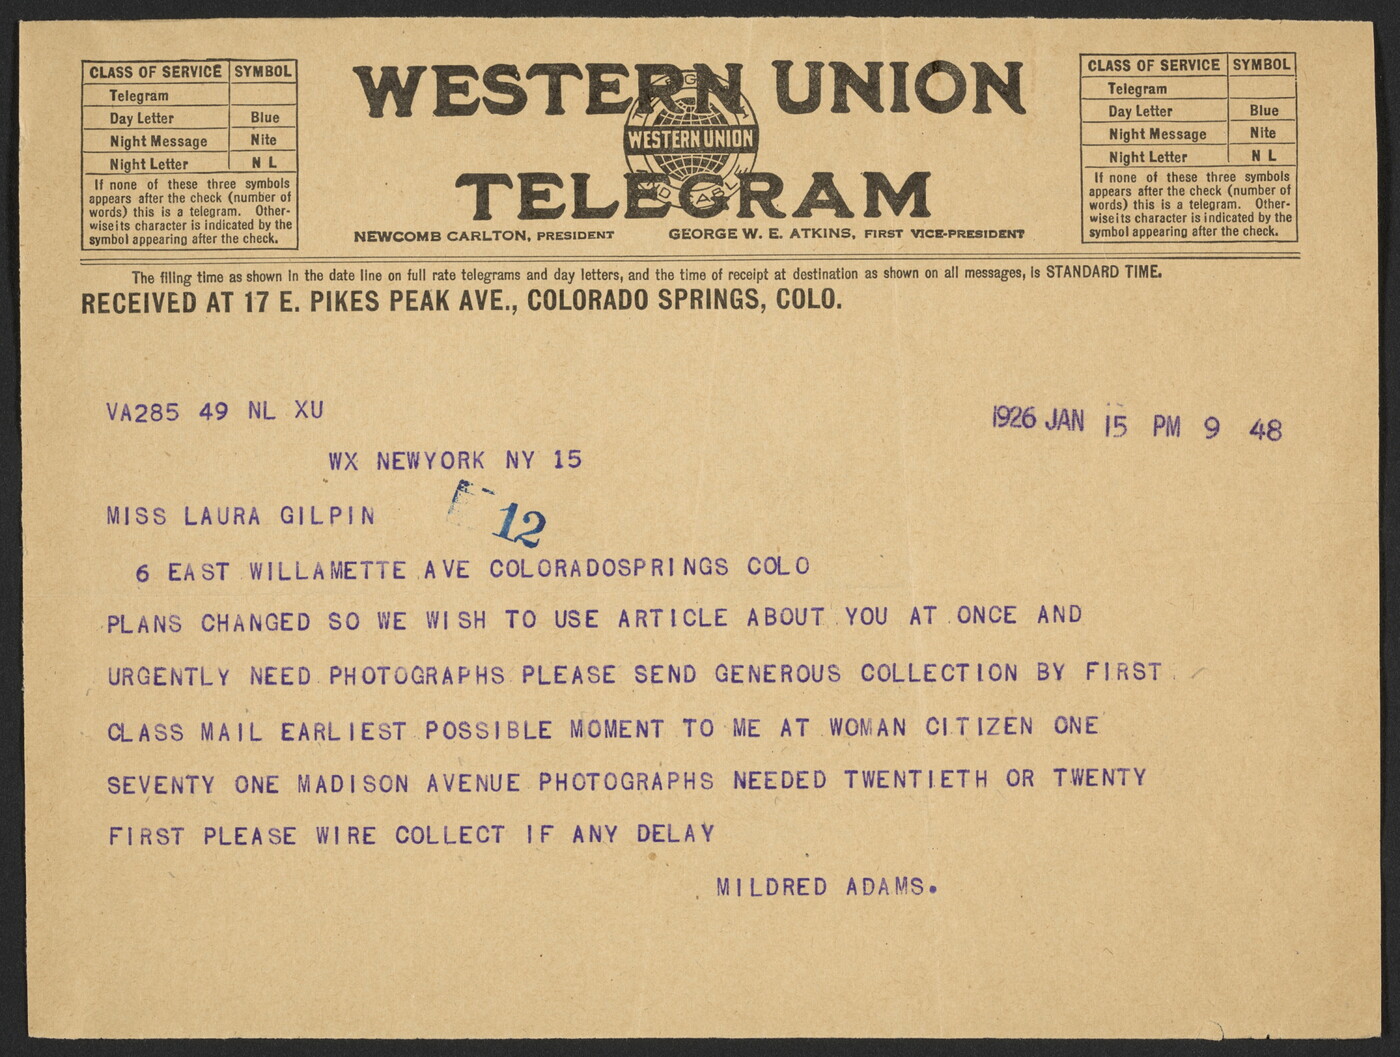 CLASS OF SERVICE SYMBOL
Telegram
Day Letter Blue
Night Message Nite
Night Letter N L
If none of these three symbols
appears after the check (number of
words) this is a telegram. Other-
wise its character is indicated by the
symbol appearing after the check.
WESTERN UNION
WESTERN UNION
TELEGRAM
NEWCOMB CARLTON, PRESIDENT GEORGE W. E. ATKINS, FIRST VICE-PRESIDENT
CLASS OF SERVICE SYMBOL
Telegram
Day Letter Blue
Night Message Nite
Night Letter N L
If none of these three symbols
appears after the check (number of
words) this is a telegram. Other-
wise its character is indicated by the
symbol appearing after the check.
The filing time as shown in the date line on full rate telegrams and day letters, and the time of receipt at destination as shown on all messages, is STANDARD TIME.
RECEIVED AT 17 E. PIKES PEAK AVE., COLORADO SPRINGS, COLO.
VA285 49 NL XU
1926 JAN 15 PM 9 48
WX NEWYORK NY 15
MISS LAURA GILPIN
12
6 EAST WILLAMETTE AVE COLORADOSPRINGS COLO
PLANS CHANGED SO WE WISH TO USE ARTICLE ABOUT YOU AT ONCE AND
URGENTLY NEED PHOTOGRAPHS PLEASE SEND GENEROUS COLLECTION BY FIRST
CLASS MAIL EARLIEST POSSIBLE MOMENT TO ME AT WOMAN CITIZEN ONE
SEVENTY ONE MADISON AVENUE PHOTOGRAPHS NEEDED TWENTIETH OR TWENTY
FIRST PLEASE WIRE COLLECT IF ANY DELAY
MILDRED ADAMS.